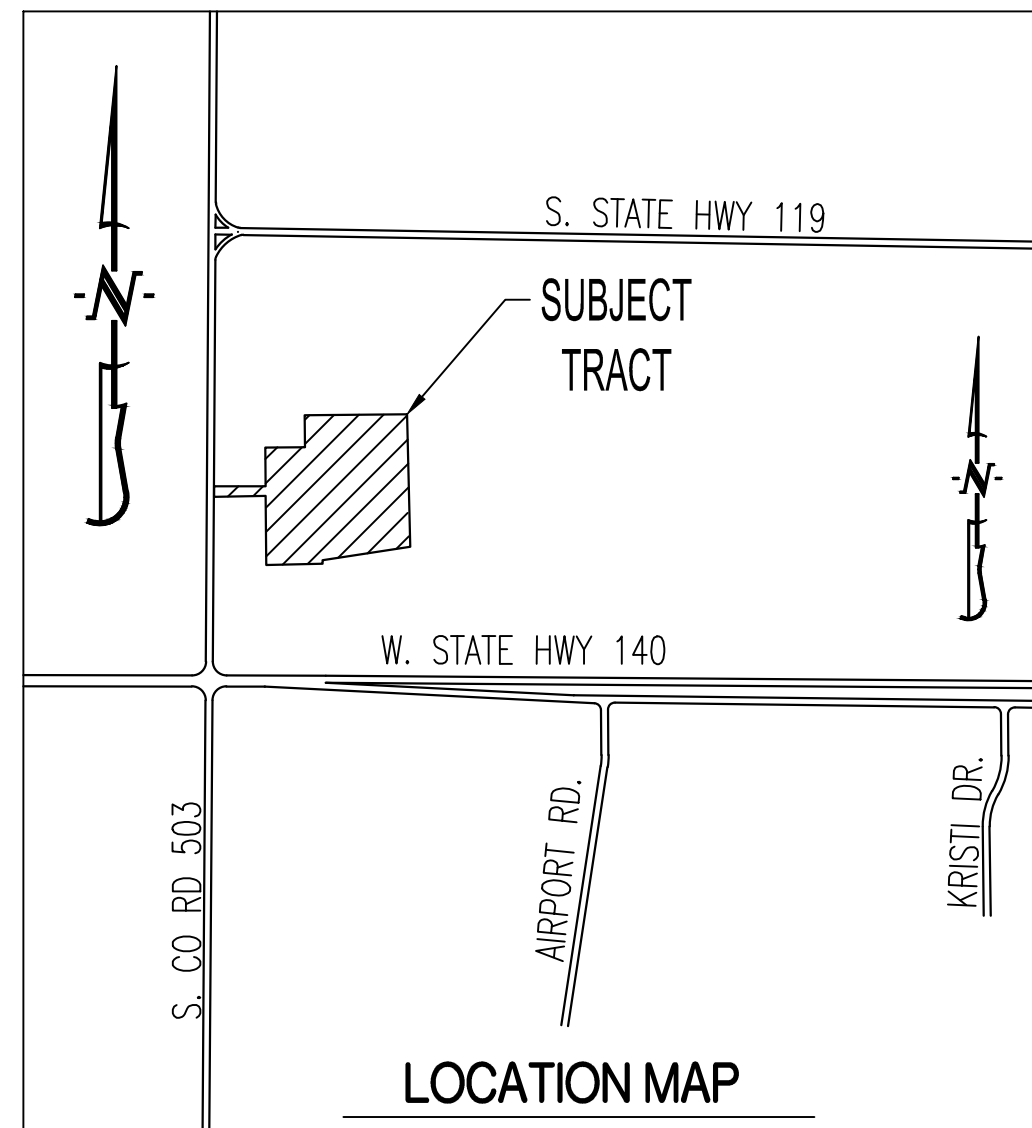 S. STATE HWY 119
SUBJECT
TRACT
-N-
-N-
W. STATE HWY 140
S. CO RD 503
AIRPORT RD.
KRISTI DR.
LOCATION MAP